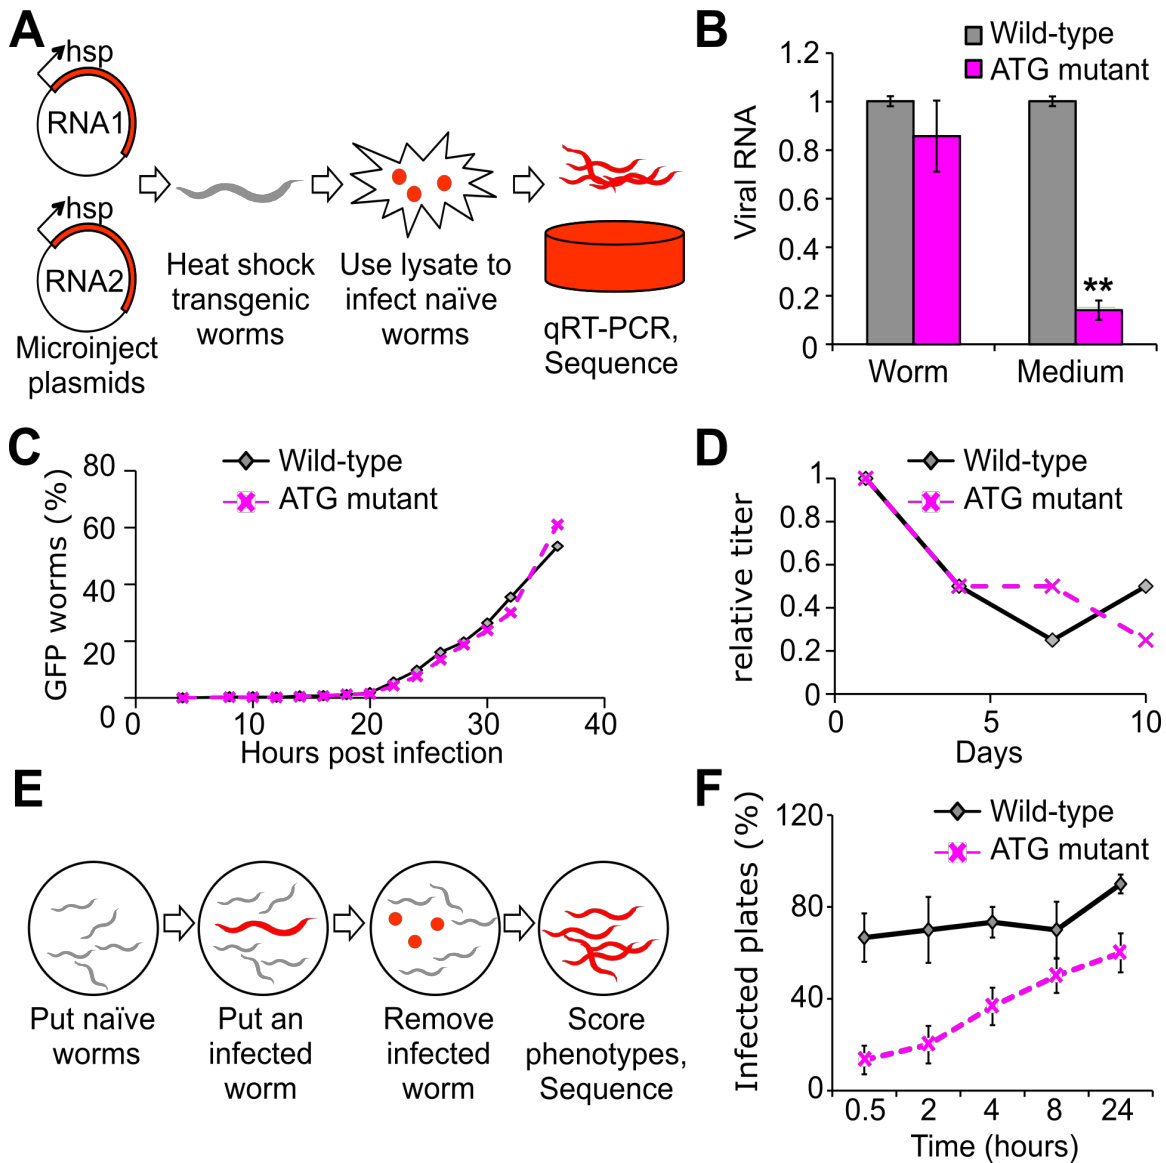 A
hsp
RNA1
hsp
RNA2
Microinject
plasmids
Heat shock
transgenic
worms
Use lysate to
infect naïve
worms
qRT-PCR,
Sequence
B
Wild-type
ATG mutant
Viral RNA
1.2
1
0.8
0.6
0.4
0.2
0
**
Worm
Medium
C
Wild-type
ATG mutant
GFP worms (%)
80
60
40
20
0
0
10
20
30
40
Hours post infection
D
Wild-type
ATG mutant
relative titer
1
0.8
0.6
0.4
0.2
0
0
5
10
Days
E
Put naïve
worms
Put an
infected
worm
Remove
infected
worm
Score
phenotypes,
Sequence
F
Wild-type
ATG mutant
Infected plates (%)
120
80
40
0
0.5
2
4
8
24
Time (hours)